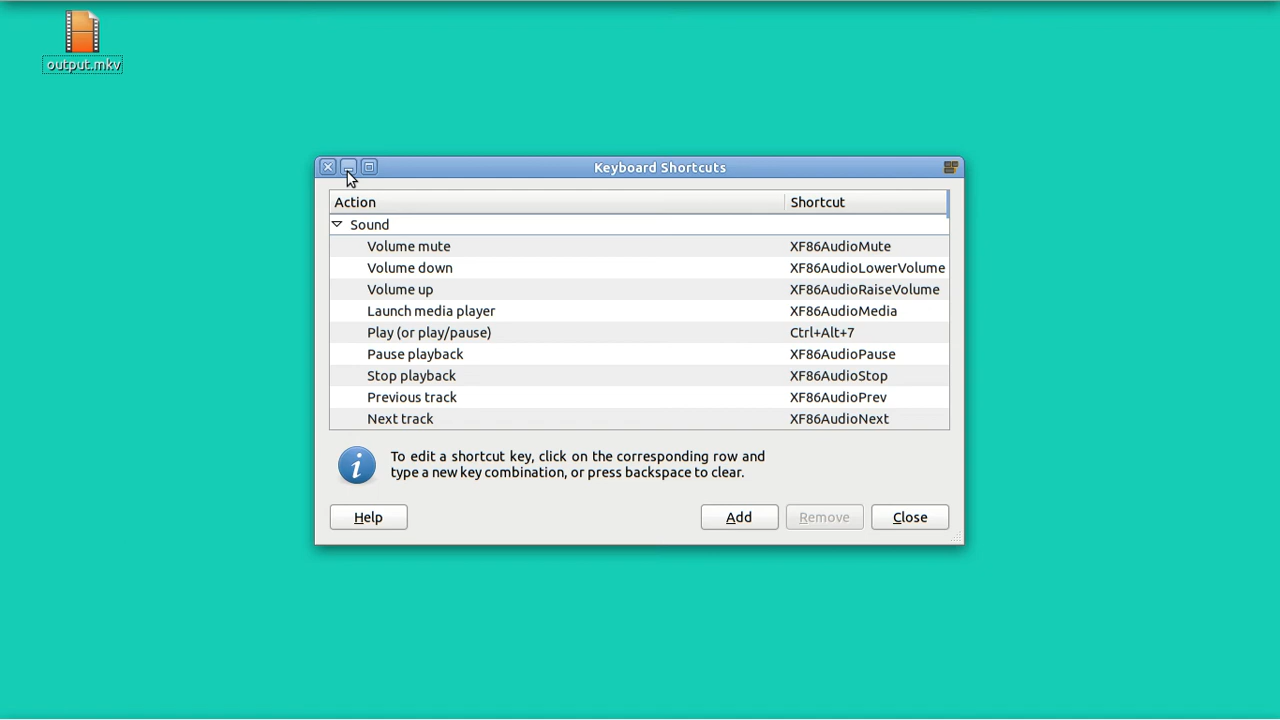 output.mkv
Keyboard Shortcuts
Action Shortcut
Sound
Volume mute XF86AudioMute
Volume down XF86AudioLowerVolume
Volume up XF86AudioRaiseVolume
Launch media player XF86AudioMedia
Play (or play/pause) Ctrl+Alt+7
Pause playback XF86AudioPause
Stop playback XF86AudioStop
Previous track XF86AudioPrev
Next track XF86AudioNext
To edit a shortcut key, click on the corresponding row and
type a new key combination, or press backspace to clear.
Help Add Remove Close